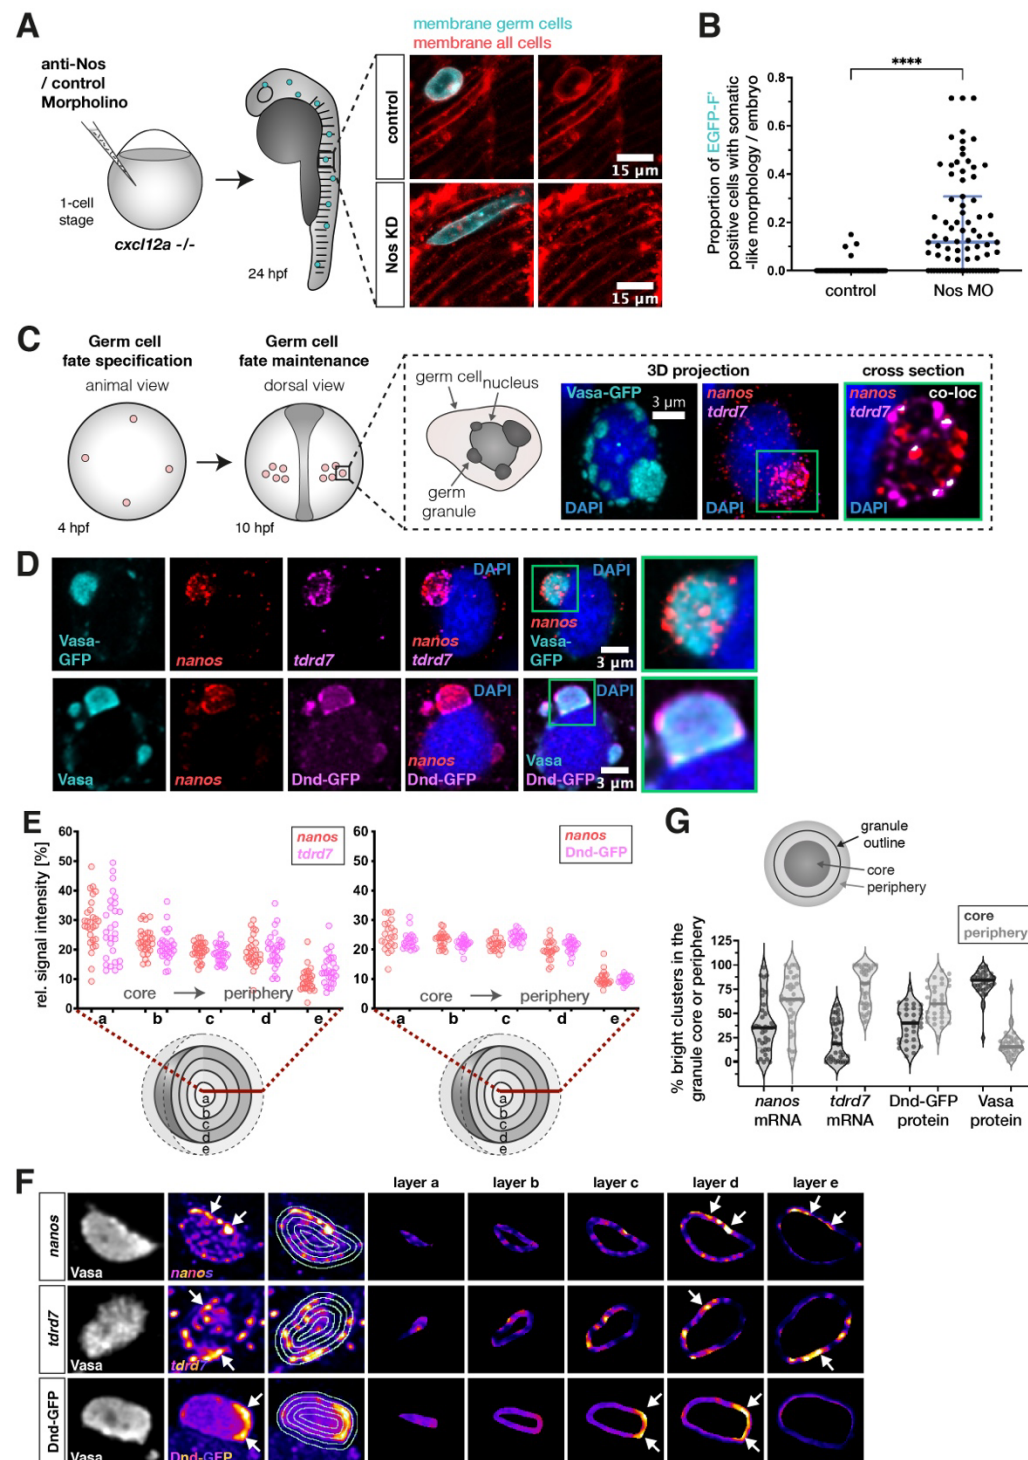 A
anti-Nos
/ control
Morpholino
1-cell
stage
cxcl12a -/-
24 hpf
membrane germ cells
membrane all cells
control
15 µm
15 µm
Nos KD
15 µm
15 µm
B
****
Proportion of EGFP-F'
positive cells with somatic
-like morphology / embryo
0.8
0.6
0.4
0.2
0.0
control
Nos MO
C
Germ cell
fate specification
animal view
4 hpf
Germ cell
fate maintenance
dorsal view
10 hpf
germ cell
nucleus
germ
granule
3D projection
Vasa-GFP
3 µm
DAPI
nanos
tdrd7
DAPI
cross section
nanos
tdrd7
co-loc
DAPI
D
Vasa-
GFP
nanos
tdrd7
DAPI
nanos
tdrd7
DAPI
nanos
Vasa-
GFP
3 µm
Vasa
nanos
Dnd-GFP
DAPI
nanos
Dnd-GFP
DAPI
Vasa
Dnd-GFP
3 µm
E
rel. signal intensity [%]
60
50
40
30
20
10
0
nanos
tdrd7
core
periphery
a b c d e
a
b
c
d
e
60
50
40
30
20
10
0
nanos
Dnd-GFP
core
periphery
a b c d e
a
b
c
d
e
G
granule
outline
core
periphery
core
periphery
% bright clusters in the
granule core or periphery
125
100
75
50
25
0
nanos
mRNA
tdrd7
mRNA
Dnd-GFP
protein
Vasa
protein
F
layer a
layer b
layer c
layer d
layer e
nanos
Vasa
nanos
tdrd7
Vasa
tdrd7
Dnd-GFP
Vasa
Dnd-GFP